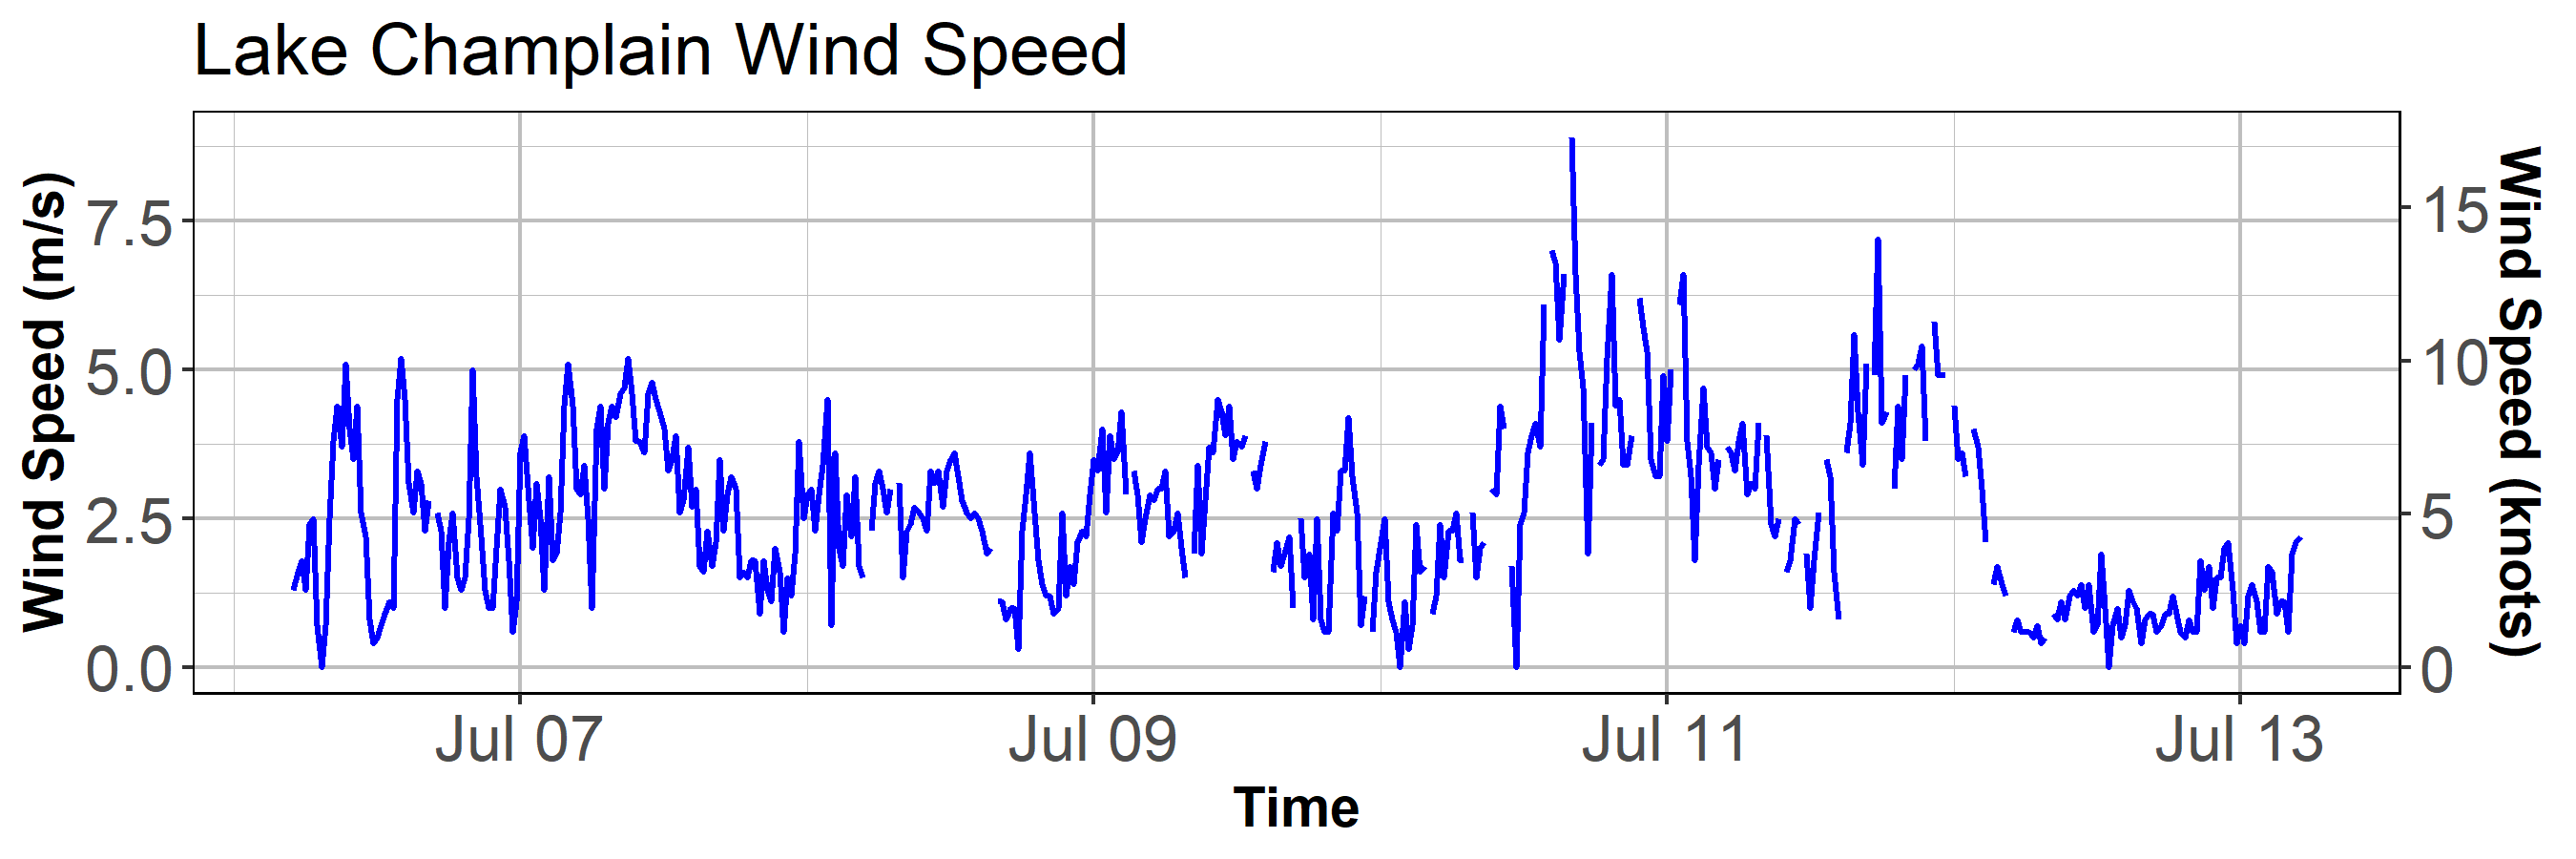 Lake Champlain Wind Speed
Wind Speed (m/s)
7.5
5.0
2.5
0.0
15
10
5
0
Wind Speed (knots)
Jul 07
Jul 09
Jul 11
Jul 13
Time